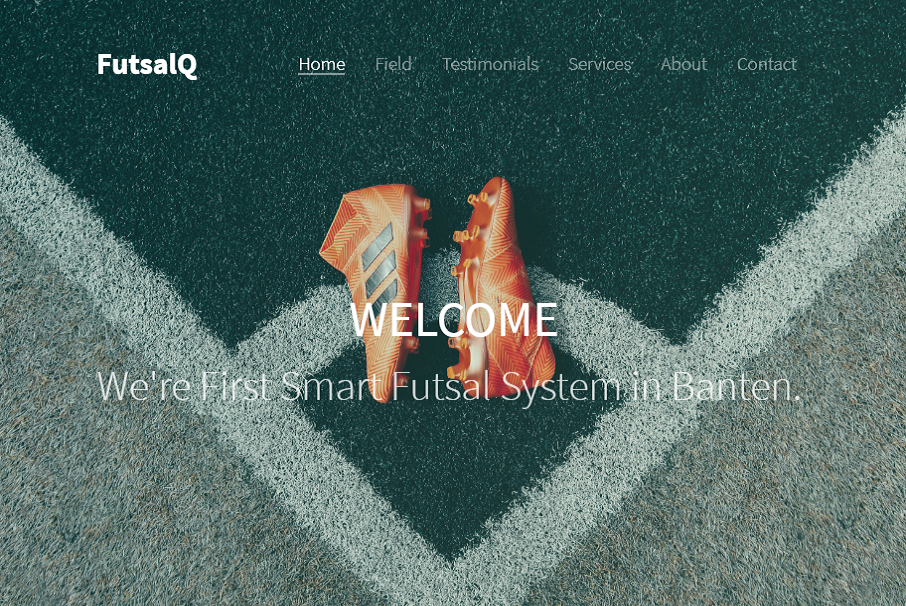 FutsalQ
Home Field Testimonials Services About Contact
WELCOME
We're First Smart Futsal System in Banten.